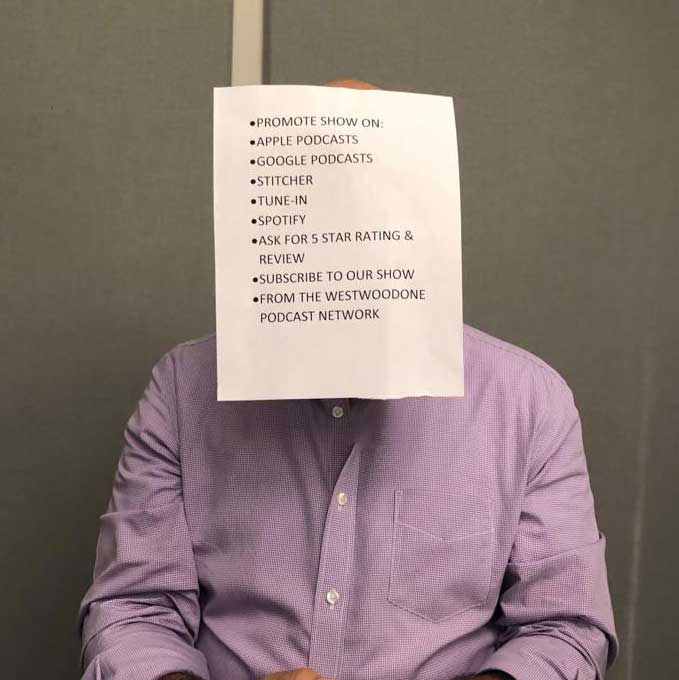 •PROMOTE SHOW ON:
•APPLE PODCASTS
•GOOGLE PODCASTS
•STITCHER
•TUNE-IN
•SPOTIFY
•ASK FOR 5 STAR RATING &
REVIEW
•SUBSCRIBE TO OUR SHOW
•FROM THE WESTWOODONE
PODCAST NETWORK